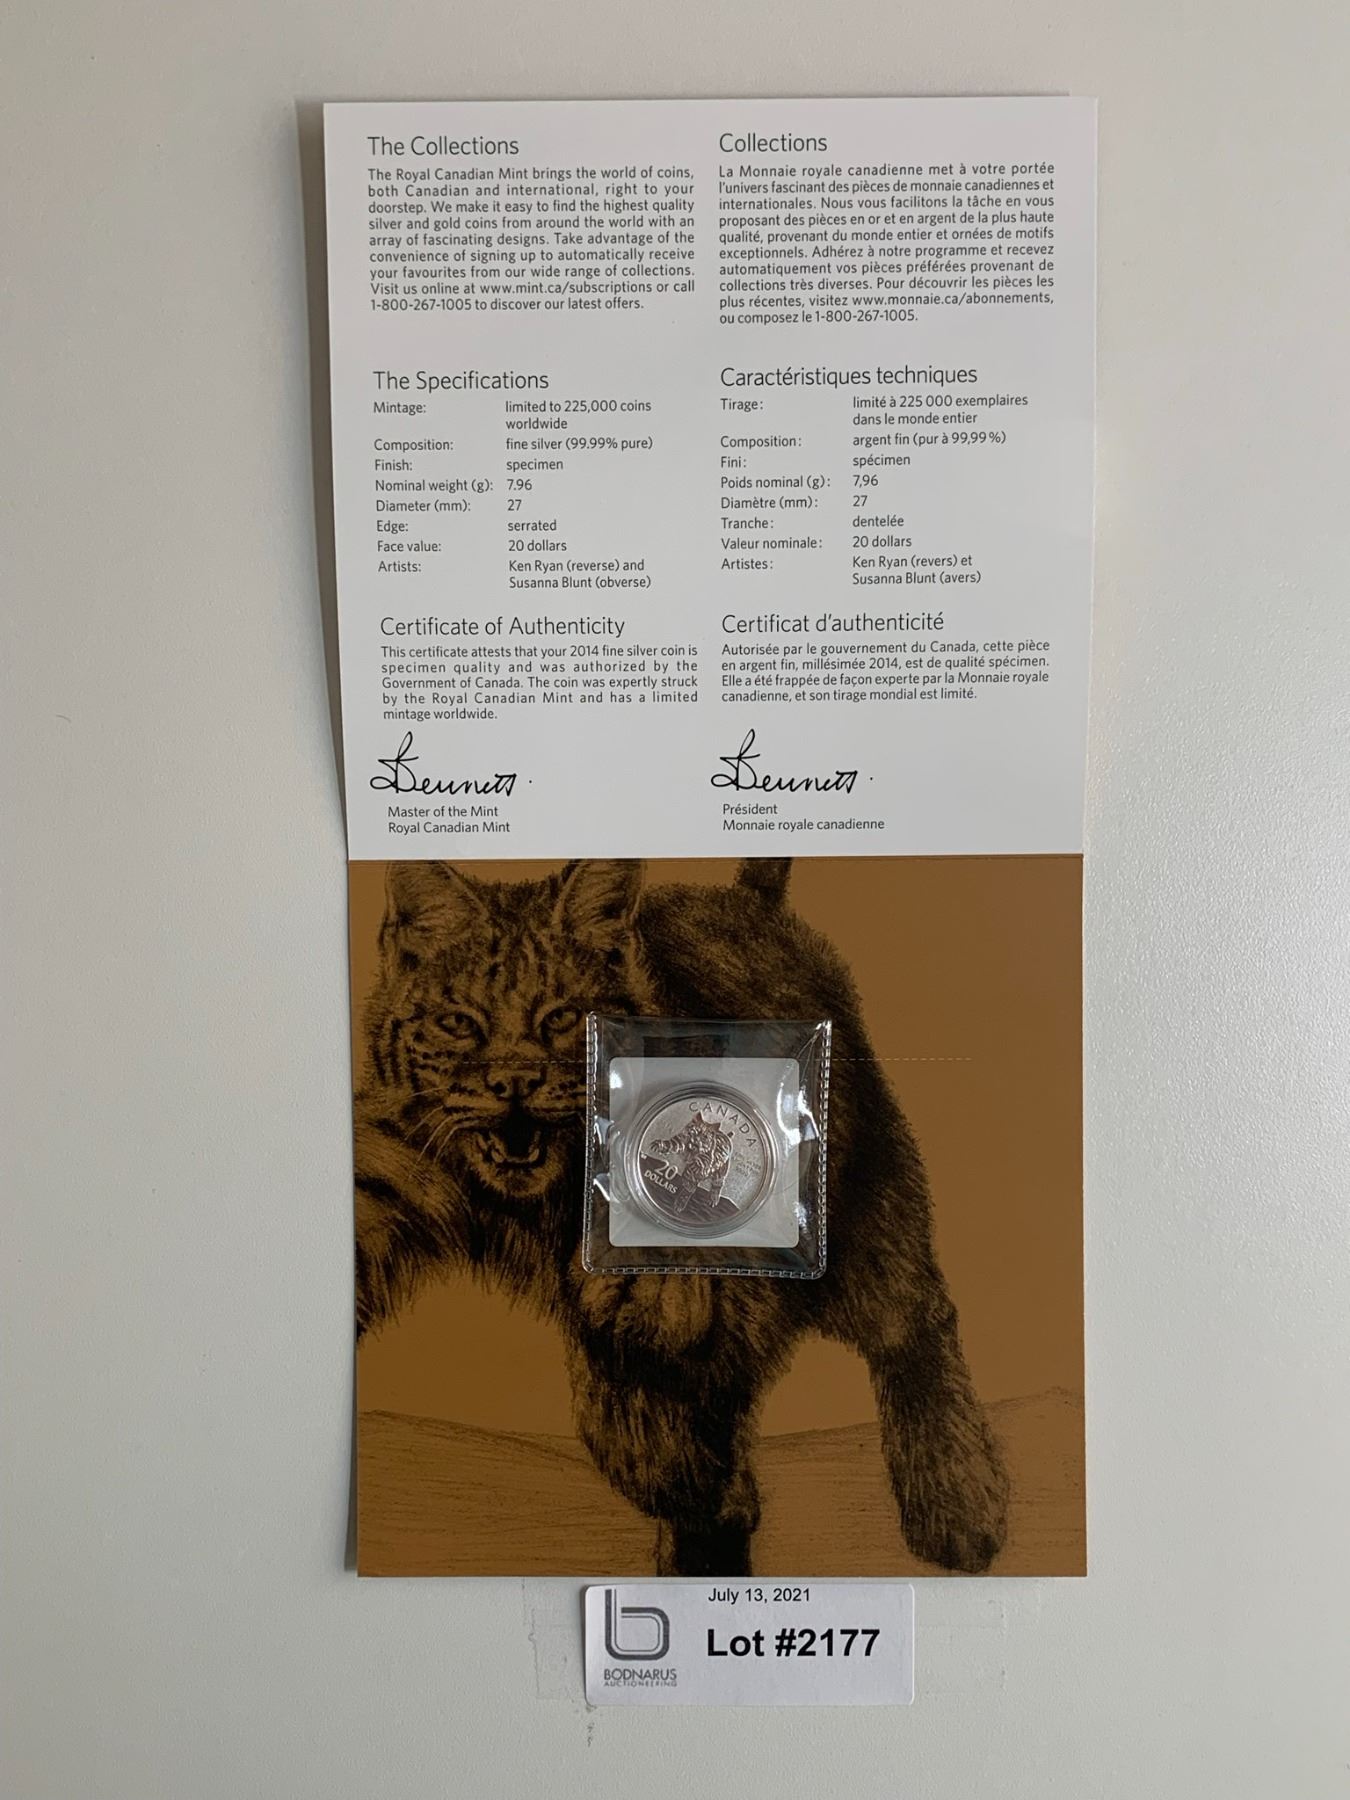 The Collections
The Royal Canadian Mint brings the world of coins,
both Canadian and international, right to your
doorstep. We make it easy to find the highest quality
silver and gold coins from around the world with an
array of fascinating designs. Take advantage of the
convenience of signing up to automatically receive
your favourites from our wide range of collections.
Visit us online at www.mint.ca/subscriptions or call
1-800-267-1005 to discover our latest offers.
The Specifications
Mintage: limited to 225,000 coins
worldwide
Composition: fine silver (99.99% pure)
Finish: specimen
Nominal weight (g): 7.96
Diameter (mm): 27
Edge: serrated
Face value: 20 dollars
Artists: Ken Ryan (reverse) and
Susanna Blunt (obverse)
Certificate of Authenticity
This certificate attests that your 2014 fine silver coin is
specimen quality and was authorized by the
Government of Canada. The coin was expertly struck
by the Royal Canadian Mint and has a limited
mintage worldwide.
Bennett
Master of the Mint
Royal Canadian Mint
Collections
La Monnaie royale canadienne met à votre portée
l'univers fascinant des pièces de monnaie canadiennes et
internationales. Nous vous facilitons la tâche en vous
proposant des pièces en or et en argent de la plus haute
qualité, provenant du monde entier et ornées de motifs
exceptionnels. Adhérez à notre programme et recevez
automatiquement vos pièces préférées provenant de
collections très diverses. Pour découvrir les pièces les
plus récentes, visitez www.monnaie.ca/abonnements,
ou composez le 1-800-267-1005.
Caractéristiques techniques
Tirage: limité à 225 000 exemplaires
dans le monde entier
Composition: argent fin (pur à 99,99 %)
Fini: spécimen
Poids nominal (g): 7,96
Diamètre (mm): 27
Tranche: dentelée
Valeur nominale: 20 dollars
Artistes: Ken Ryan (revers) et
Susanna Blunt (avers)
Certificat d'authenticité
Autorisée par le gouvernement du Canada, cette pièce
en argent fin, millésimée 2014, est de qualité spécimen.
Elle a été frappée de façon experte par la Monnaie royale
canadienne, et son tirage mondial est limité.
Bennett
Président
Monnaie royale canadienne
CANADA
20
DOLLARS
July 13, 2021
Lot #2177
BODNARUS
AUCTIONEERING